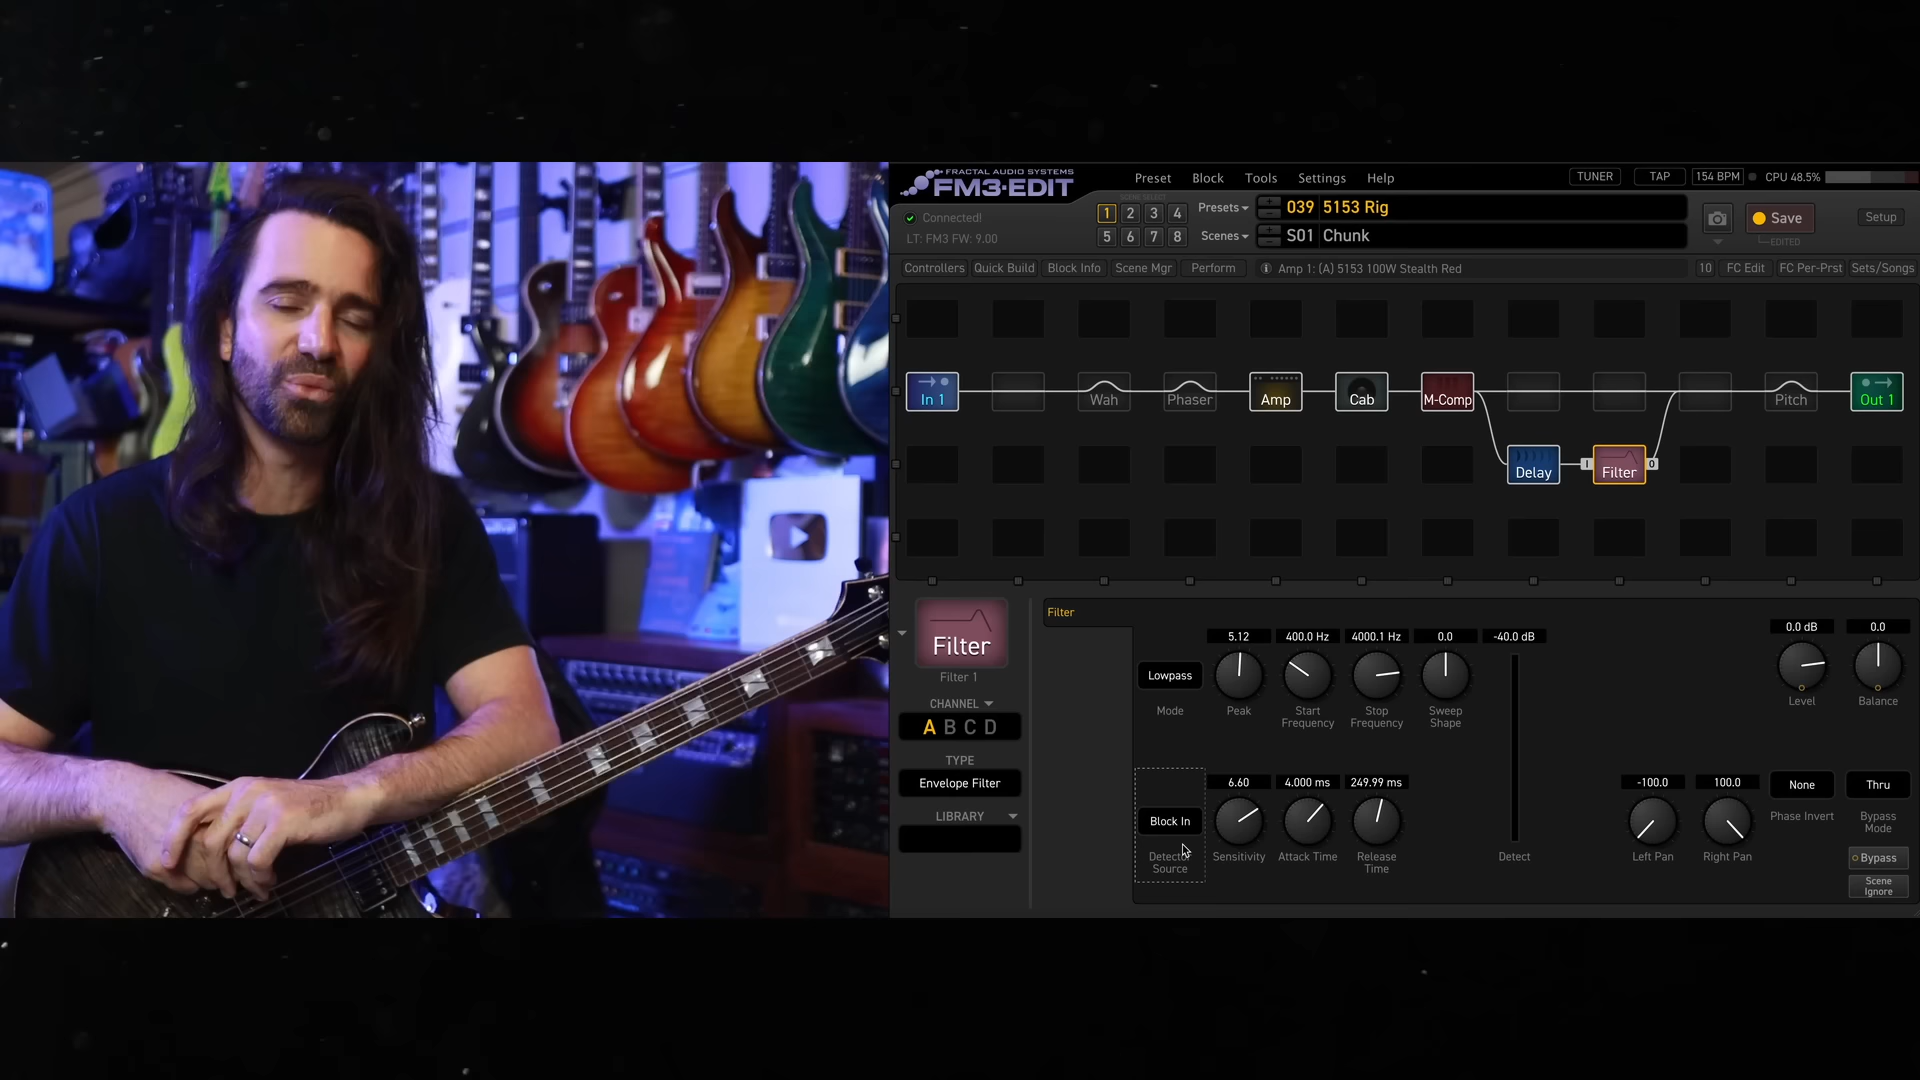 FRACTAL AUDIO SYSTEMS
FM3·EDIT
Preset Block Tools Settings Help
TUNER TAP 154 BPM CPU 48.5%
Connected!
LT: FM3 FW: 9.00
SCENE SELECT
1 2 3 4
5 6 7 8
Presets 039 5153 Rig
Scenes S01 Chunk
Save
EDITED
Setup
Controllers Quick Build Block Info Scene Mgr Perform Amp 1: (A) 5153 100W Stealth Red 10 FC Edit FC Per-Prst Sets/Songs
In 1 Wah Phaser Amp Cab M-Comp Pitch Out 1
Delay I Filter O
Filter
Filter 1
CHANNEL
A B C D
TYPE
Envelope Filter
LIBRARY
Filter
5.12 400.0 Hz 4000.1 Hz 0.0 -40.0 dB 0.0 dB 0.0
Lowpass
Mode Peak Start Frequency Stop Frequency Sweep Shape Level Balance
6.60 4.000 ms 249.99 ms -100.0 100.0 None Thru
Block In
Detector Source Sensitivity Attack Time Release Time Detect Left Pan Right Pan Phase Invert Bypass Mode
Bypass
Scene Ignore